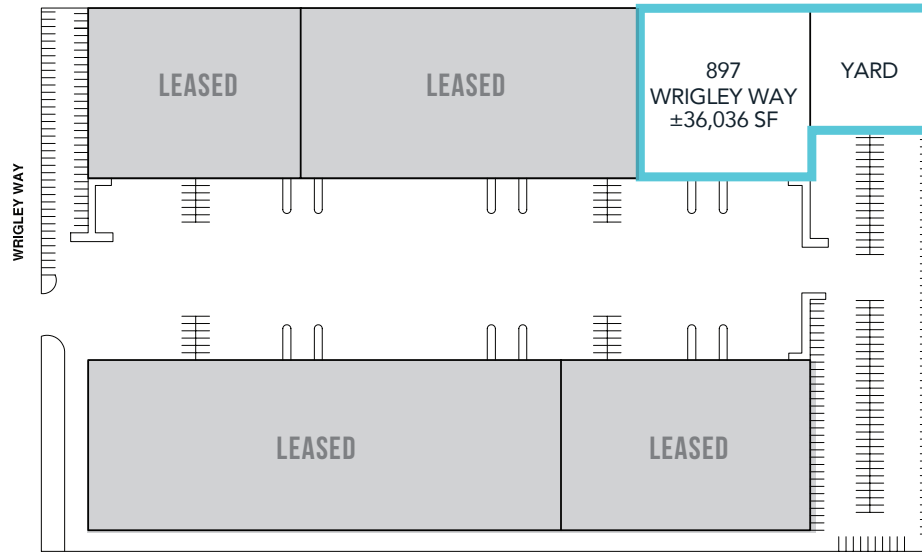 LEASED
LEASED
897
WRIGLEY WAY
±36,036 SF
YARD
WRIGLEY WAY
LEASED
LEASED